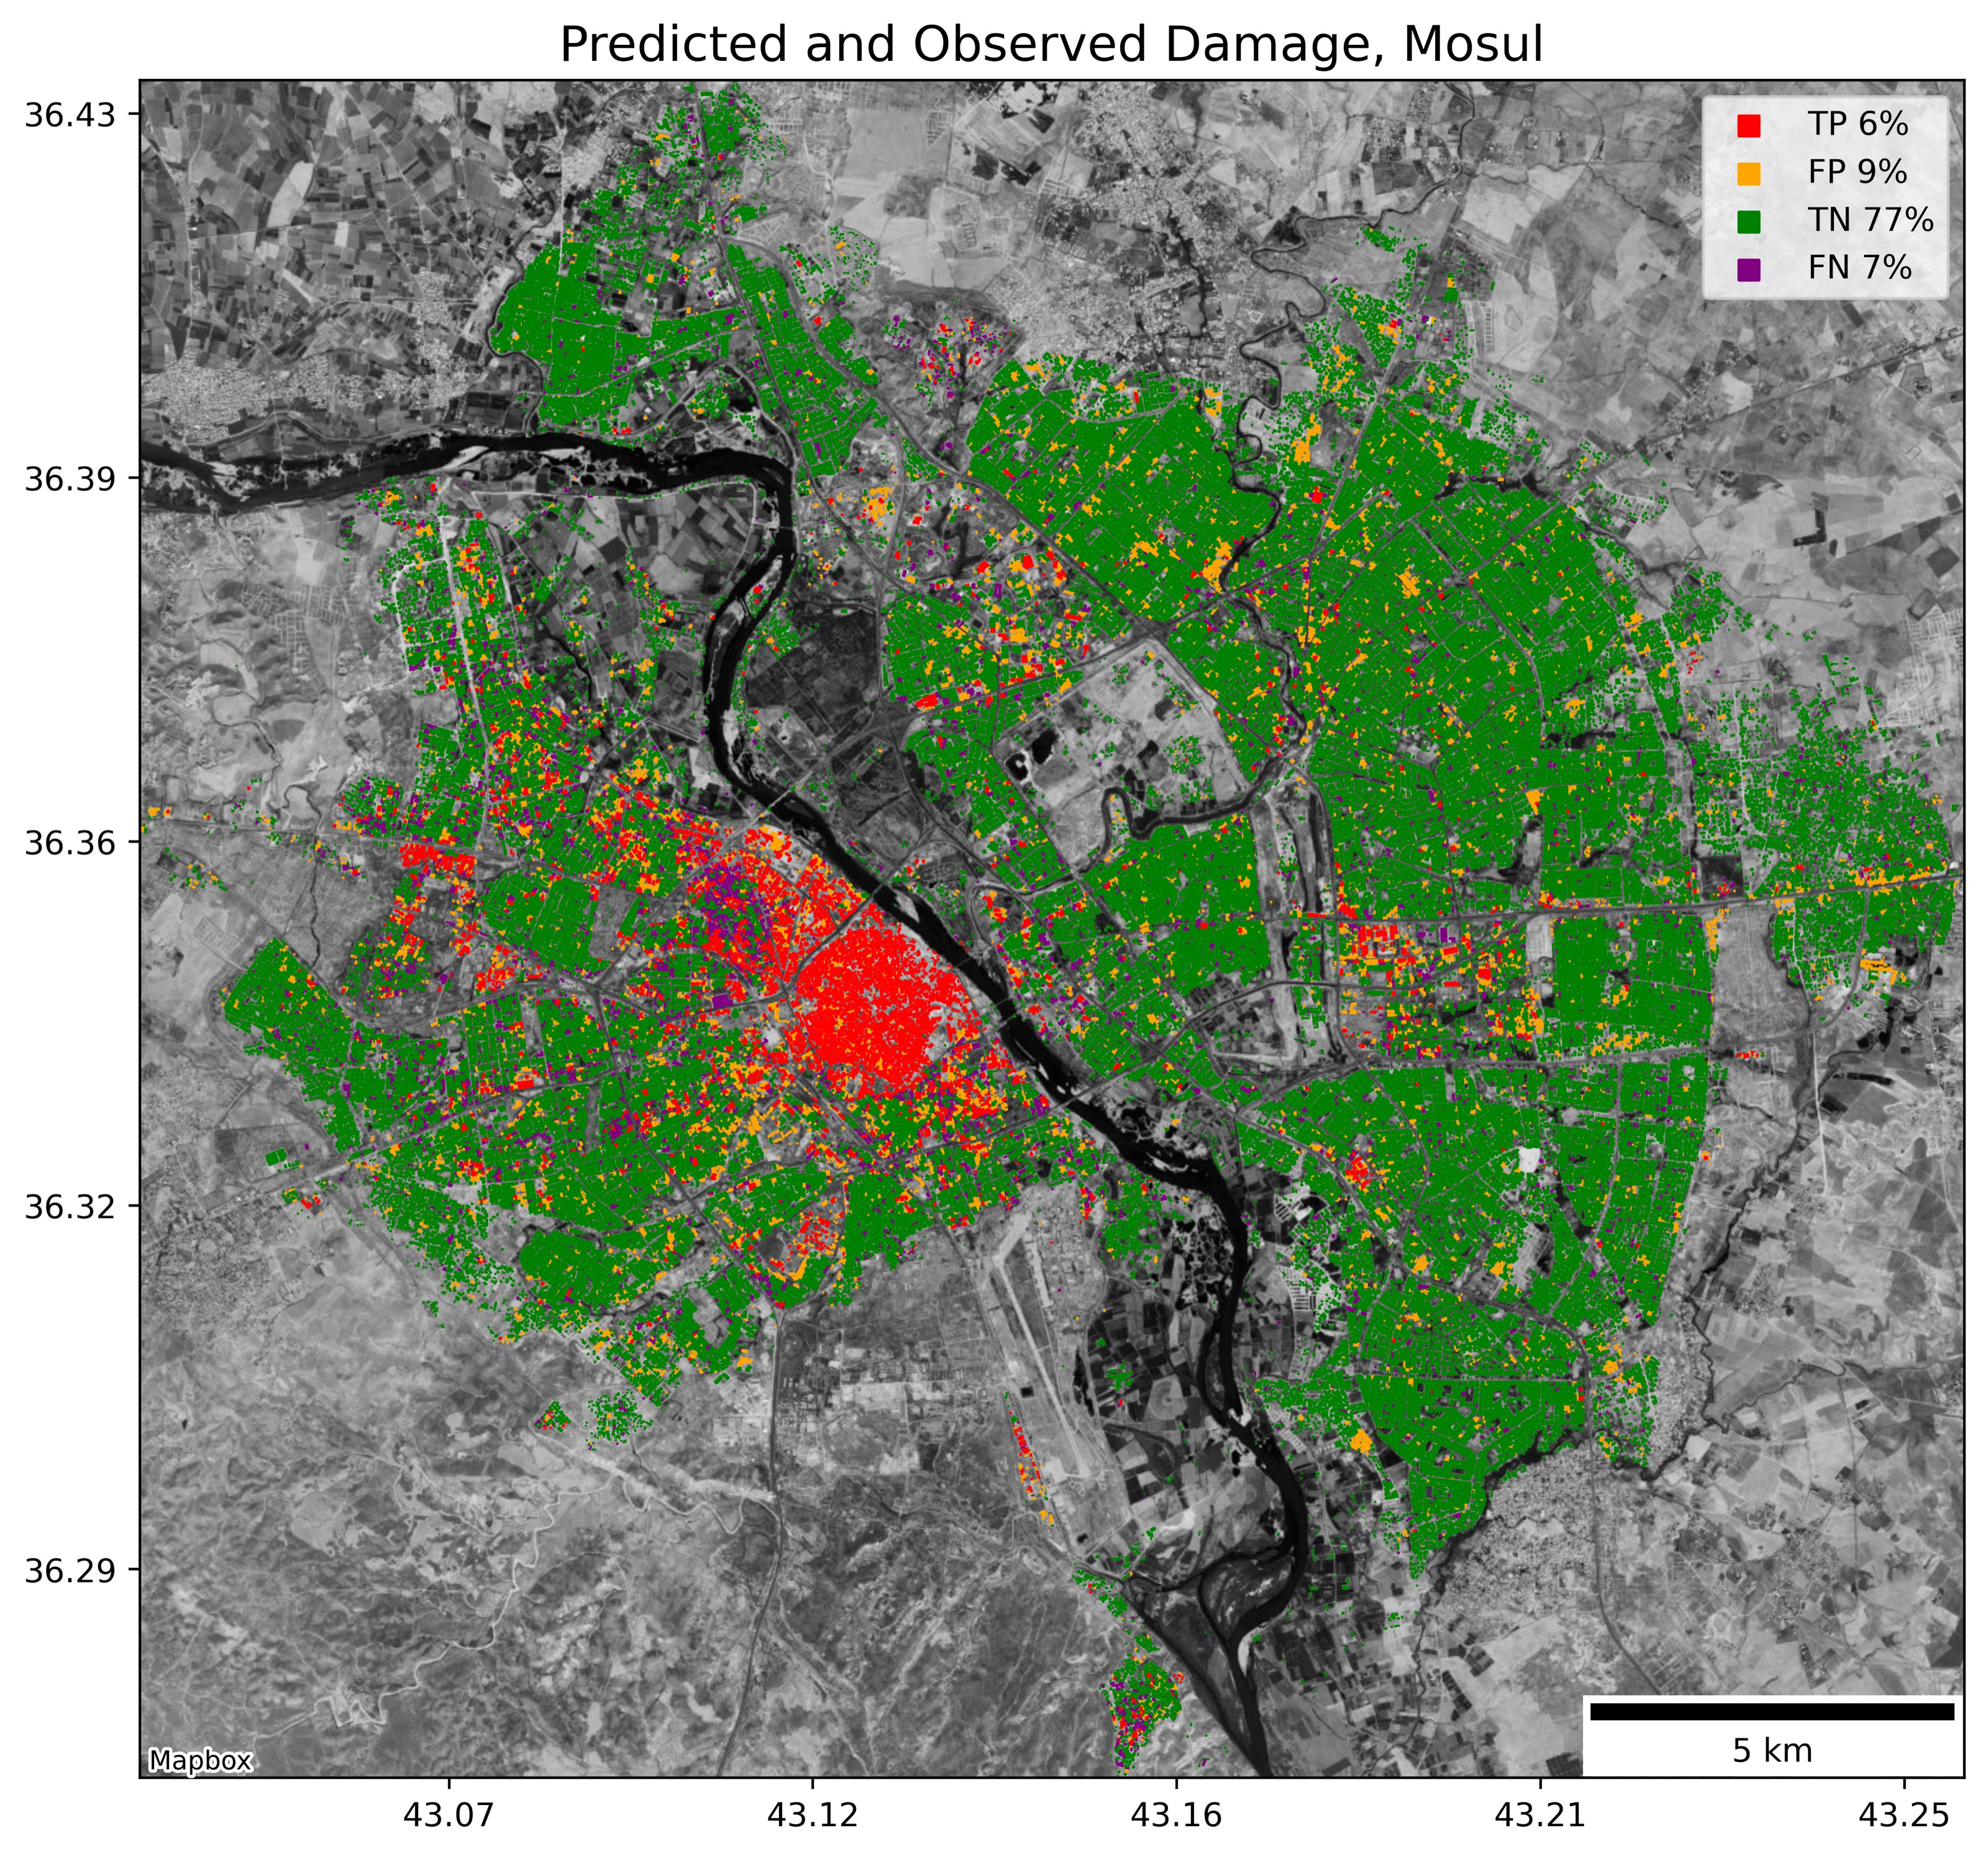 Predicted and Observed Damage, Mosul
TP 6%
FP 9%
TN 77%
FN 7%
36.43
36.39
36.36
36.32
36.29
5 km
Mapbox
43.07 43.12 43.16 43.21 43.25